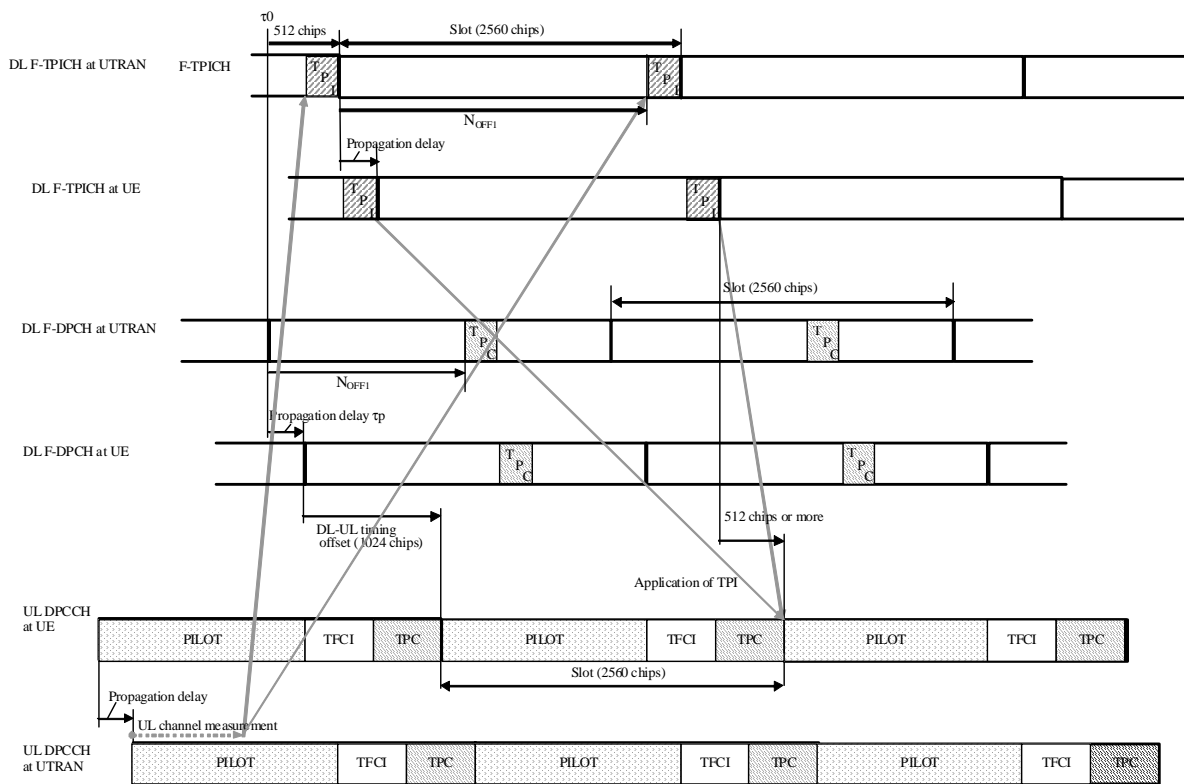 τ0
512 chips
Slot (2560 chips)
DL F-TPICH at UTRAN
F-TPICH
T P I
T P I
NOFF1
Propagation delay
DL F-TPICH at UE
T P I
T P I
Slot (2560 chips)
DL F-DPCH at UTRAN
T P C
T P C
NOFF1
Propagation delay τp
DL F-DPCH at UE
T P C
T P C
DL-UL timing
offset (1024 chips)
512 chips or more
Application of TPI
UL DPCCH
at UE
PILOT TFCI TPC PILOT TFCI TPC PILOT TFCI TPC
Slot (2560 chips)
Propagation delay
UL channel measurement
UL DPCCH
at UTRAN
PILOT TFCI TPC PILOT TFCI TPC PILOT TFCI TPC